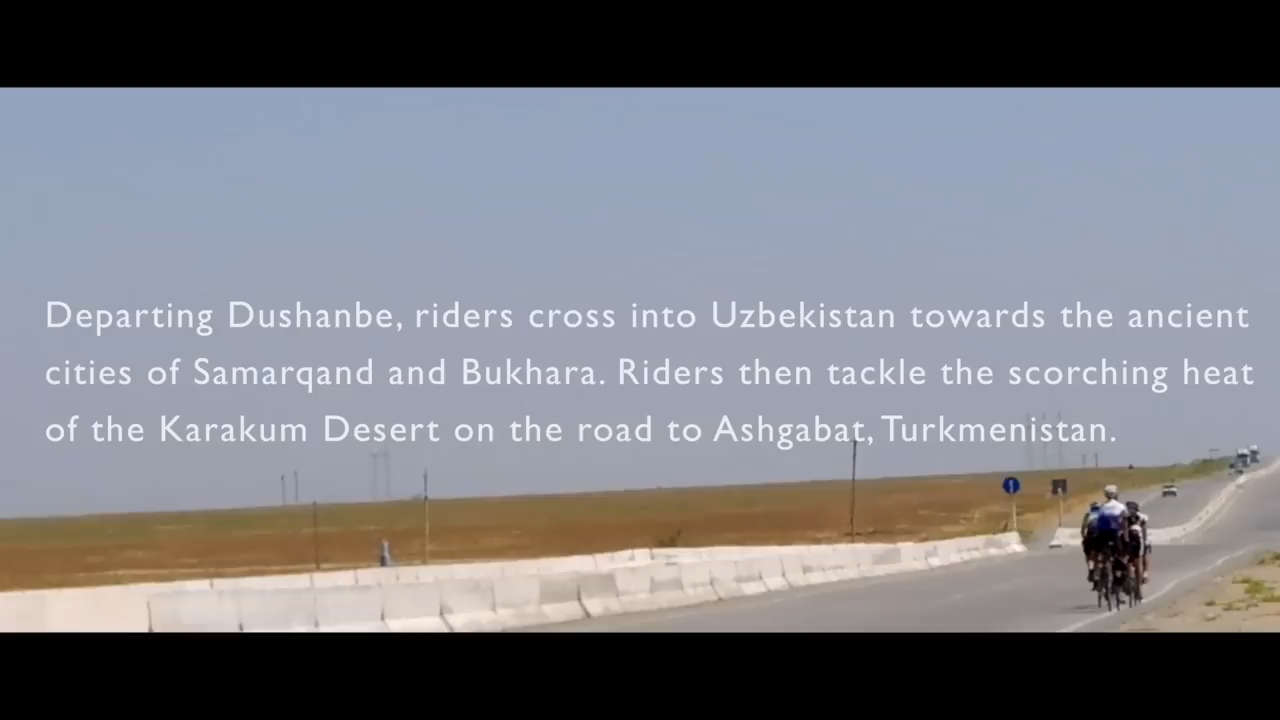 Departing Dushanbe, riders cross into Uzbekistan towards the ancient
cities of Samarqand and Bukhara. Riders then tackle the scorching heat
of the Karakum Desert on the road to Ashgabat, Turkmenistan.